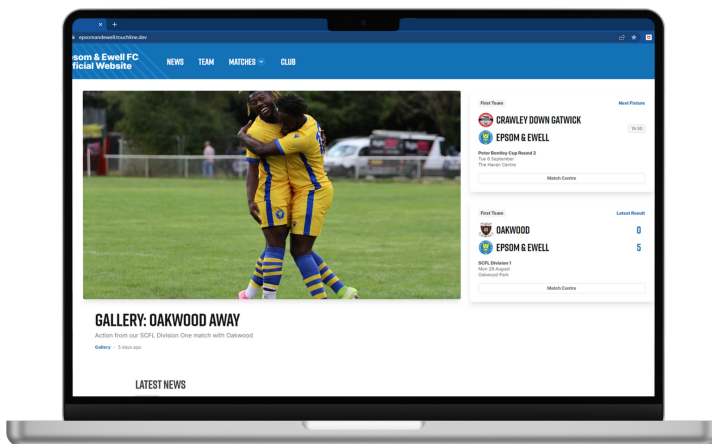 epsomandewell.touchline.dev
som & Ewell FC
ficial Website
NEWS TEAM MATCHES CLUB
First Team Next Fixture
CRAWLEY DOWN GATWICK
EPSOM & EWELL
19:30
Peter Bentley Cup Round 2
Tue 6 September
The Haven Centre
Match Centre
First Team Latest Result
OAKWOOD 0
EPSOM & EWELL 5
SCFL Division 1
Mon 29 August
Oakwood Park
Match Centre
GALLERY: OAKWOOD AWAY
Action from our SCFL Division One match with Oakwood
Gallery - 5 days ago
LATEST NEWS